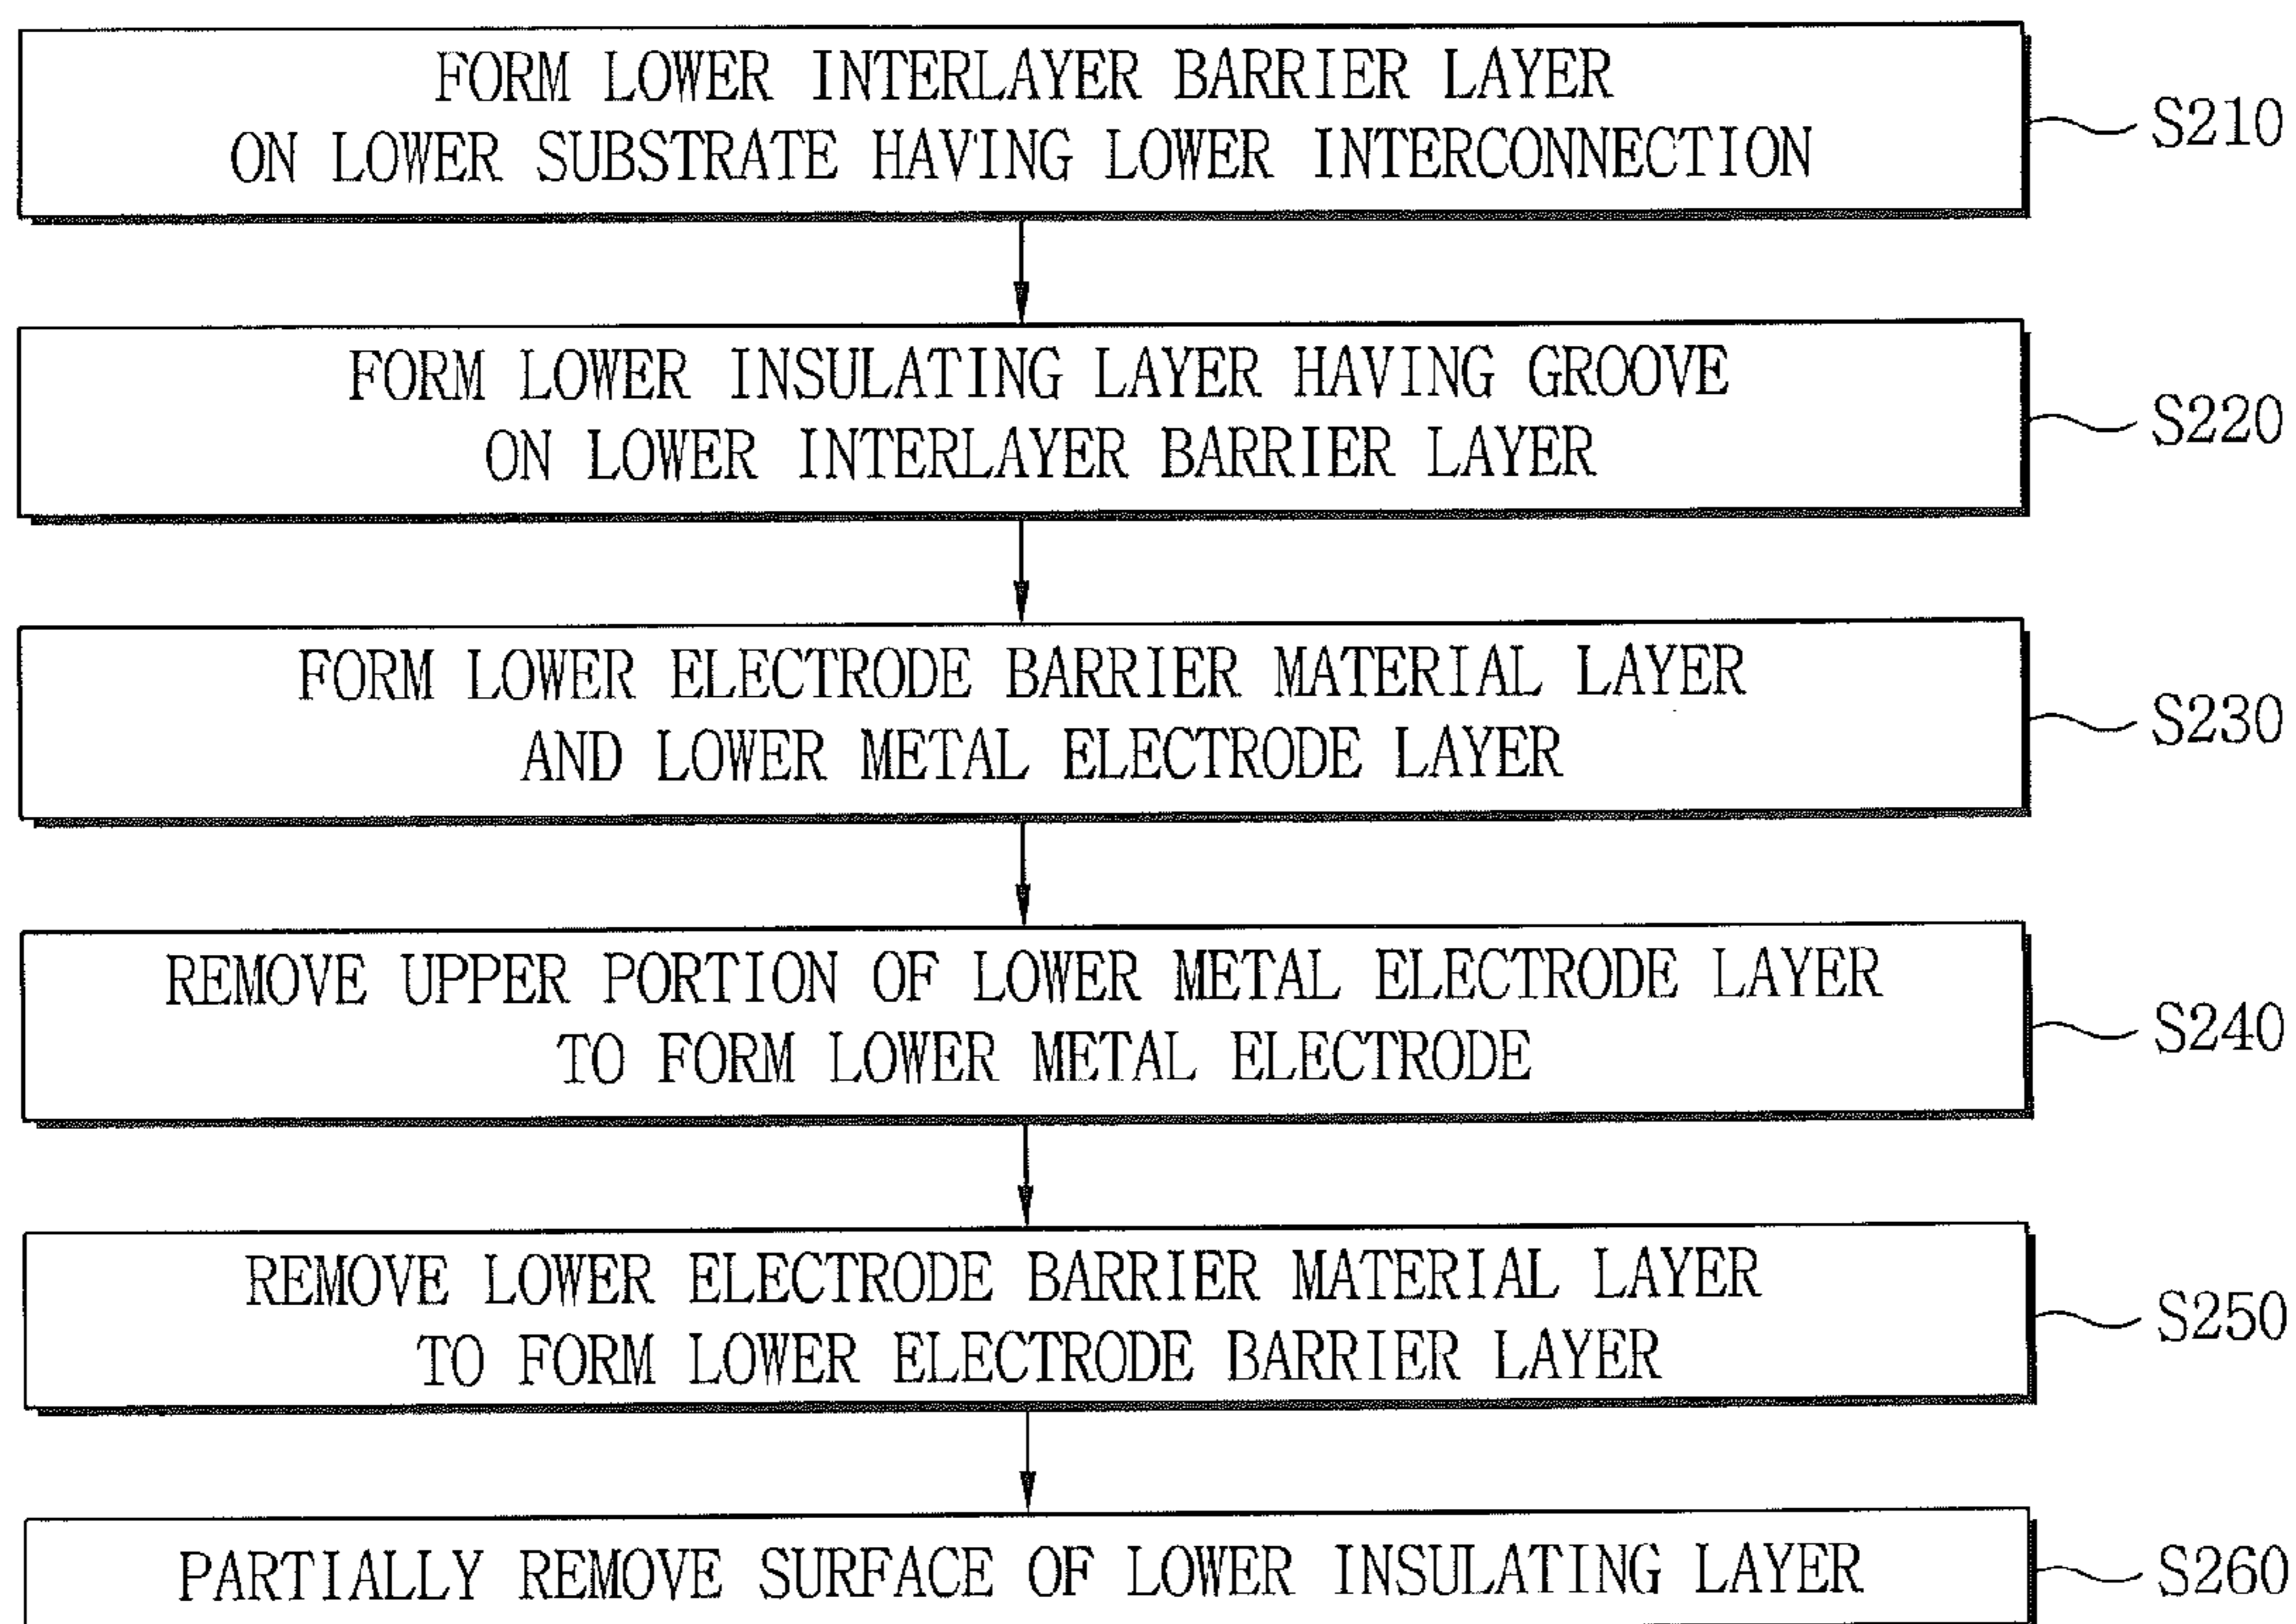 FORM LOWER INTERLAYER BARRIER LAYER
ON LOWER SUBSTRATE HAVING LOWER INTERCONNECTION
S210
FORM LOWER INSULATING LAYER HAVING GROOVE
ON LOWER INTERLAYER BARRIER LAYER
S220
FORM LOWER ELECTRODE BARRIER MATERIAL LAYER
AND LOWER METAL ELECTRODE LAYER
S230
REMOVE UPPER PORTION OF LOWER METAL ELECTRODE LAYER
TO FORM LOWER METAL ELECTRODE
S240
REMOVE LOWER ELECTRODE BARRIER MATERIAL LAYER
TO FORM LOWER ELECTRODE BARRIER LAYER
S250
PARTIALLY REMOVE SURFACE OF LOWER INSULATING LAYER
S260